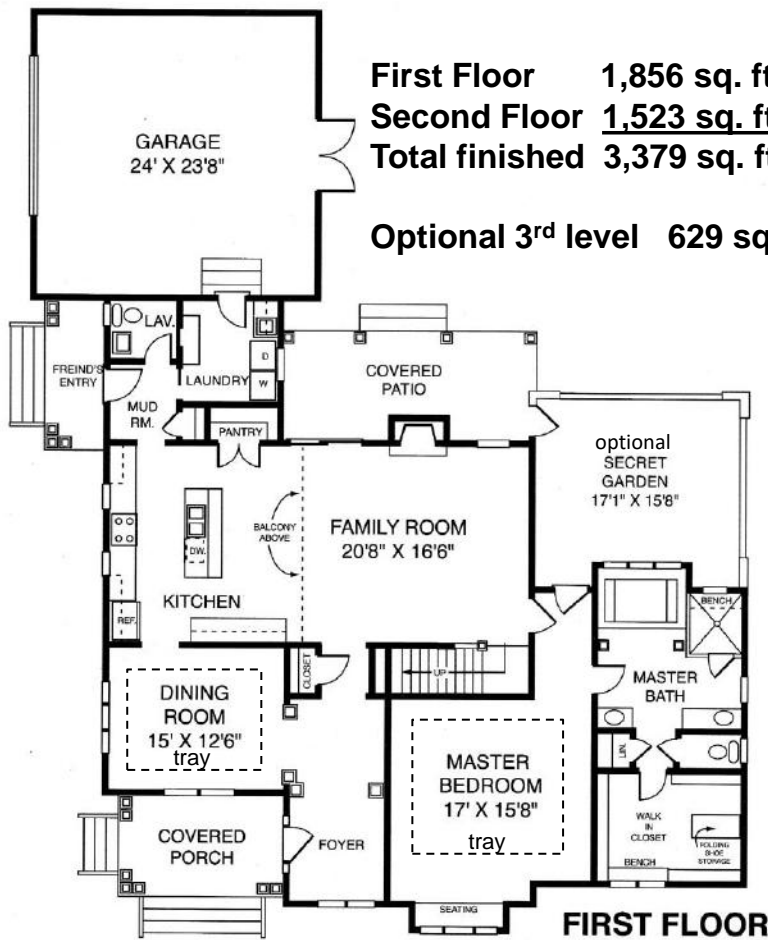 First Floor 1,856 sq. ft
Second Floor 1,523 sq. ft
Total finished 3,379 sq. ft
Optional 3rd level 629 sq
GARAGE
24' X 23'8"
LAV.
FREIND'S
ENTRY
LAUNDRY
D
W
MUD
RM.
PANTRY
COVERED
PATIO
optional
SECRET
GARDEN
17'1" X 15'8"
BALCONY
ABOVE
FAMILY ROOM
20'8" X 16'6"
DW.
KITCHEN
REF.
BENCH
CLOSET
UP
MASTER
BATH
DINING
ROOM
15' X 12'6"
tray
MASTER
BEDROOM
17' X 15'8"
tray
LIN.
WALK
IN
CLOSET
FOLDING
SHOE
STORAGE
BENCH
COVERED
PORCH
FOYER
SEATING
FIRST FLOOR